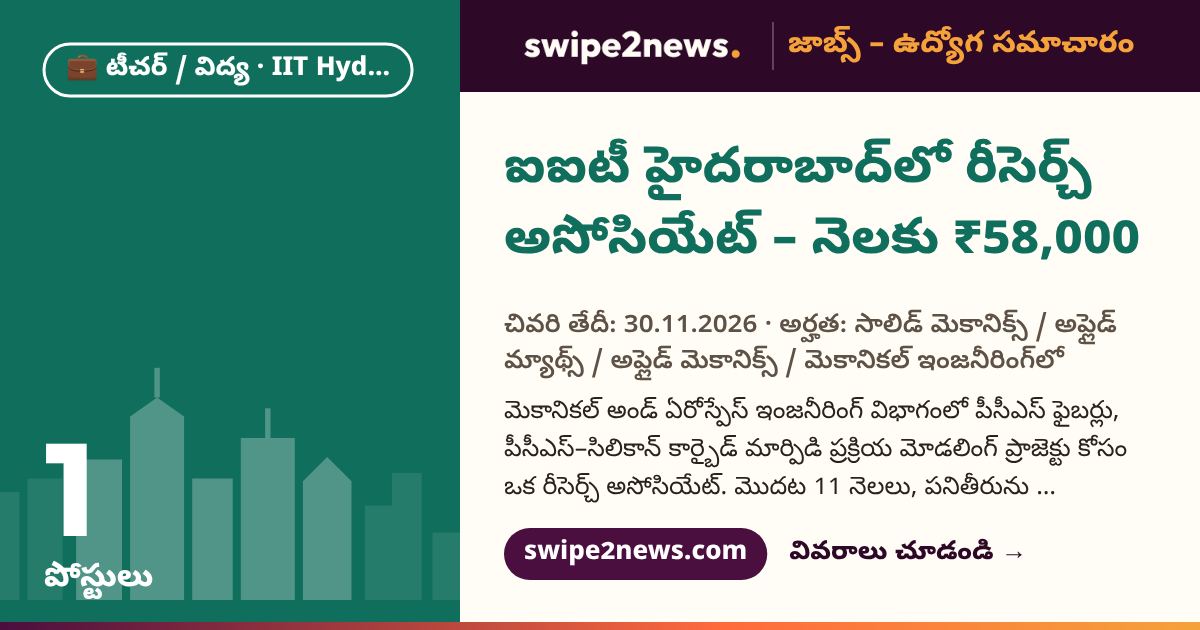 💼 టీచర్ / విద్య · IIT Hyd...
swipe2news.
జాబ్స్ – ఉద్యోగ సమాచారం
ఐఐటీ హైదరాబాద్‌లో రీసెర్చ్
అసోసియేట్ – నెలకు ₹58,000
చివరి తేదీ: 30.11.2026 · అర్హత: సాలిడ్ మెకానిక్స్ / అప్లైడ్
మ్యాథ్స్ / అప్లైడ్ మెకానిక్స్ / మెకానికల్ ఇంజనీరింగ్‌లో
మెకానికల్ అండ్ ఏరోస్పేస్ ఇంజనీరింగ్ విభాగంలో పీసీఎస్ ఫైబర్లు,
పీసీఎస్–సిలికాన్ కార్బైడ్ మార్పిడి ప్రక్రియ మోడలింగ్ ప్రాజెక్టు కోసం
ఒక రీసెర్చ్ అసోసియేట్. మొదట 11 నెలలు, పనితీరును ...
1
పోస్టులు
swipe2news.com
వివరాలు చూడండి →